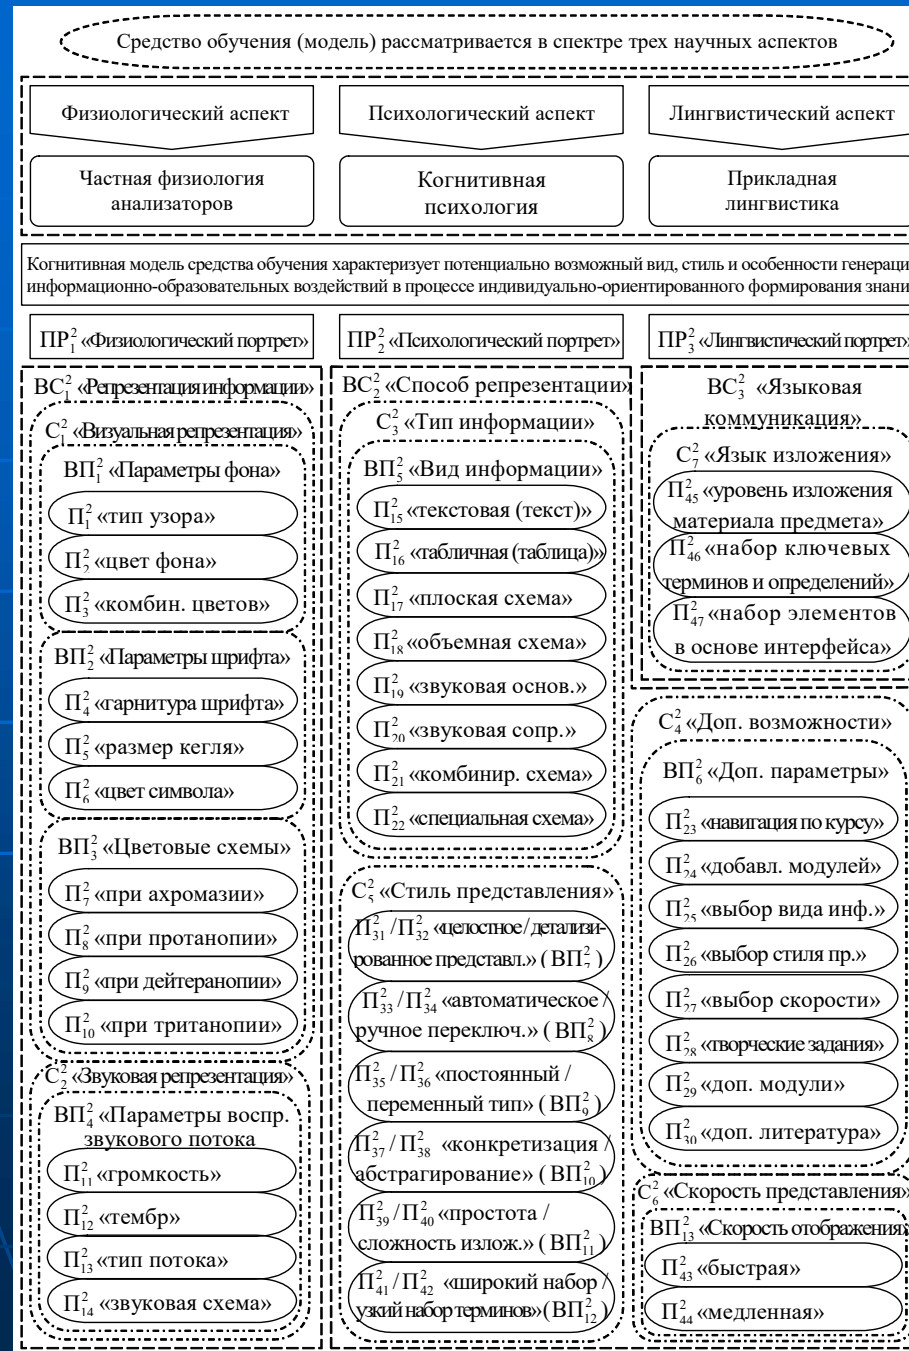 Средство обучения (модель) рассматривается в спектре трех научных аспектов
Физиологический аспект
Психологический аспект
Лингвистический аспект
Частная физиология
анализаторов
Когнитивная
психология
Прикладная
лингвистика
Когнитивная модель средства обучения характеризует потенциально возможный вид, стиль и особенности генераци
информационно-образовательных воздействий в процессе индивидуально-ориентированного формирования знани
ПР₁² «Физиологический портрет»
ПР₂² «Психологический портрет»
ПР₃² «Лингвистический портрет»
ВС₁² «Репрезентация информации»
С₁² «Визуальная репрезентация»
ВП₁² «Параметры фона»
П₁² «тип узора»
П₂² «цвет фона»
П₃² «комбин. цветов»
ВП₂² «Параметры шрифта»
П₄² «гарнитура шрифта»
П₅² «размер кегля»
П₆² «цвет символа»
ВП₃² «Цветовые схемы»
П₇² «при ахромазии»
П₈² «при протанопии»
П₉² «при дейтеранопии»
П₁₀² «при тританопии»
С₂² «Звуковая репрезентация»
ВП₄² «Параметры воспр.
звукового потока
П₁₁² «громкость»
П₁₂² «тембр»
П₁₃² «тип потока»
П₁₄² «звуковая схема»
ВС₂² «Способ репрезентации»
С₃² «Тип информации»
ВП₅² «Вид информации»
П₁₅² «текстовая (текст)»
П₁₆² «табличная (таблица)»
П₁₇² «плоская схема»
П₁₈² «объемная схема»
П₁₉² «звуковая основ.»
П₂₀² «звуковая сопр.»
П₂₁² «комбинир. схема»
П₂₂² «специальная схема»
С₅² «Стиль представления»
П₃₁² / П₃₂² «целостное / детализи-
рованное представл.» ( ВП₇² )
П₃₃² / П₃₄² «автоматическое /
ручное переключ.» ( ВП₈² )
П₃₅² / П₃₆² «постоянный /
переменный тип» ( ВП₉² )
П₃₇² / П₃₈² «конкретизация /
абстрагирование» ( ВП₁₀² )
П₃₉² / П₄₀² «простота /
сложность излож.» ( ВП₁₁² )
П₄₁² / П₄₂² «широкий набор /
узкий набор терминов» ( ВП₁₂² )
ВС₃² «Языковая
коммуникация»
С₇² «Язык изложения»
П₄₅² «уровень изложения
материала предмета»
П₄₆² «набор ключевых
терминов и определений»
П₄₇² «набор элементов
в основе интерфейса»
С₄² «Доп. возможности»
ВП₆² «Доп. параметры»
П₂₃² «навигация по курсу»
П₂₄² «добавл. модулей»
П₂₅² «выбор вида инф.»
П₂₆² «выбор стиля пр.»
П₂₇² «выбор скорости»
П₂₈² «творческие задания»
П₂₉² «доп. модули»
П₃₀² «доп. литература»
С₆² «Скорость представления»
ВП₁₃² «Скорость отображения»
П₄₃² «быстрая»
П₄₄² «медленная»